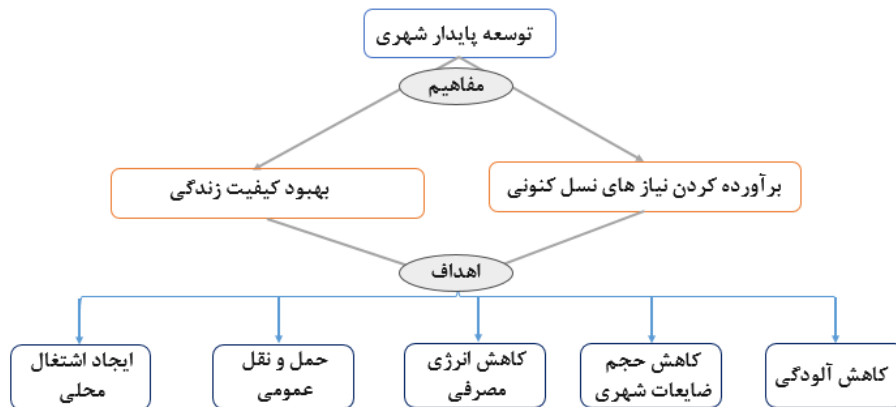 توسعه پایدار شهری
مفاهیم
برآورده کردن نیاز های نسل کنونی
بهبود کیفیت زندگی
اهداف
کاهش آلودگی
کاهش حجم
ضایعات شهری
کاهش انرژی
مصرفی
حمل و نقل
عمومی
ایجاد اشتغال
محلی